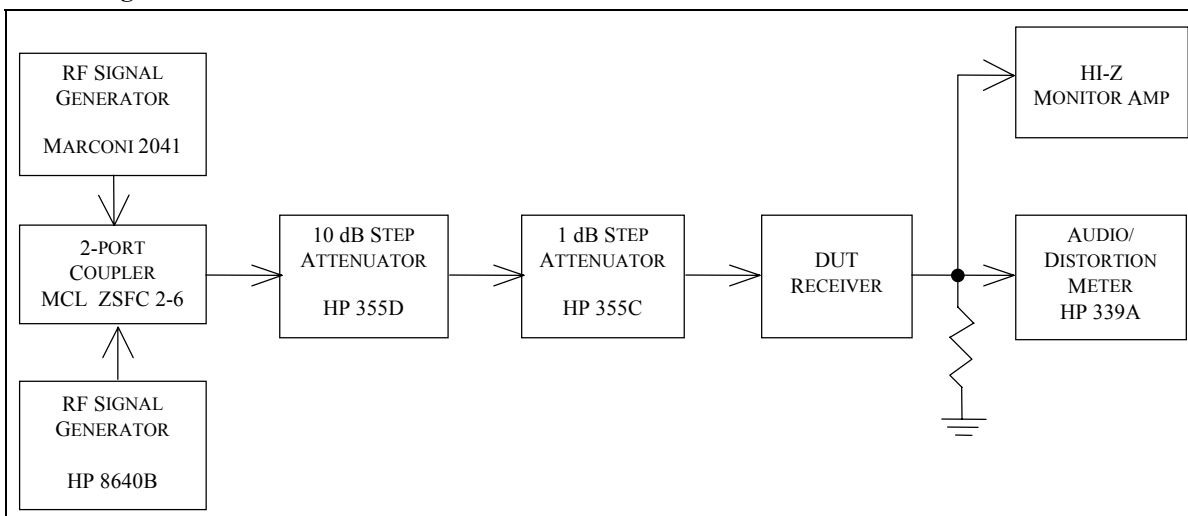 RF SIGNAL
GENERATOR
MARCONI 2041
2-PORT
COUPLER
MCL ZSFC 2-6
RF SIGNAL
GENERATOR
HP 8640B
10 dB STEP
ATTENUATOR
HP 355D
1 dB STEP
ATTENUATOR
HP 355C
DUT
RECEIVER
HI-Z
MONITOR AMP
AUDIO/
DISTORTION
METER
HP 339A